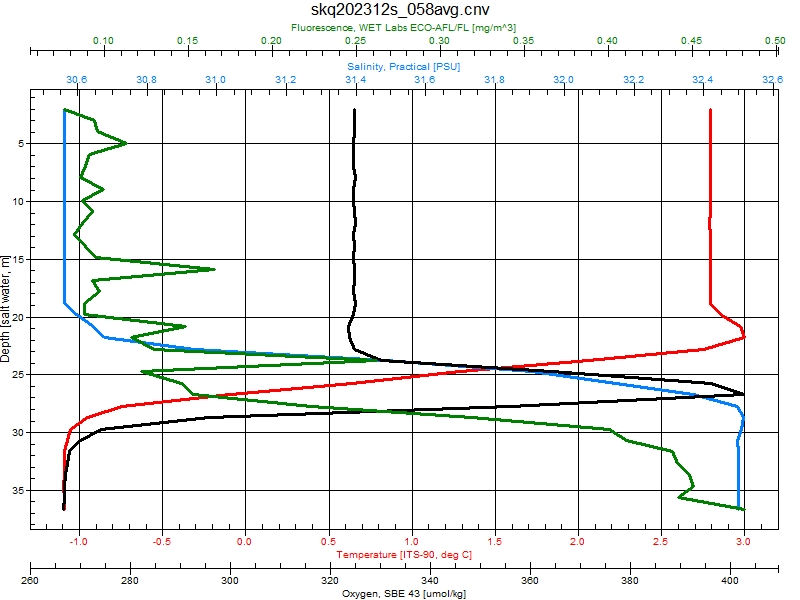 skq202312s_058avg.cnv
Fluorescence, WET Labs ECO-AFL/FL [mg/m^3]
0.10 0.15 0.20 0.25 0.30 0.35 0.40 0.45 0.50
Salinity, Practical [PSU]
30.6 30.8 31.0 31.2 31.4 31.6 31.8 32.0 32.2 32.4 32.6
5
10
15
20
25
30
35
Depth [salt water, m]
-1.0 -0.5 0.0 0.5 1.0 1.5 2.0 2.5 3.0
Temperature [ITS-90, deg C]
260 280 300 320 340 360 380 400
Oxygen, SBE 43 [umol/kg]